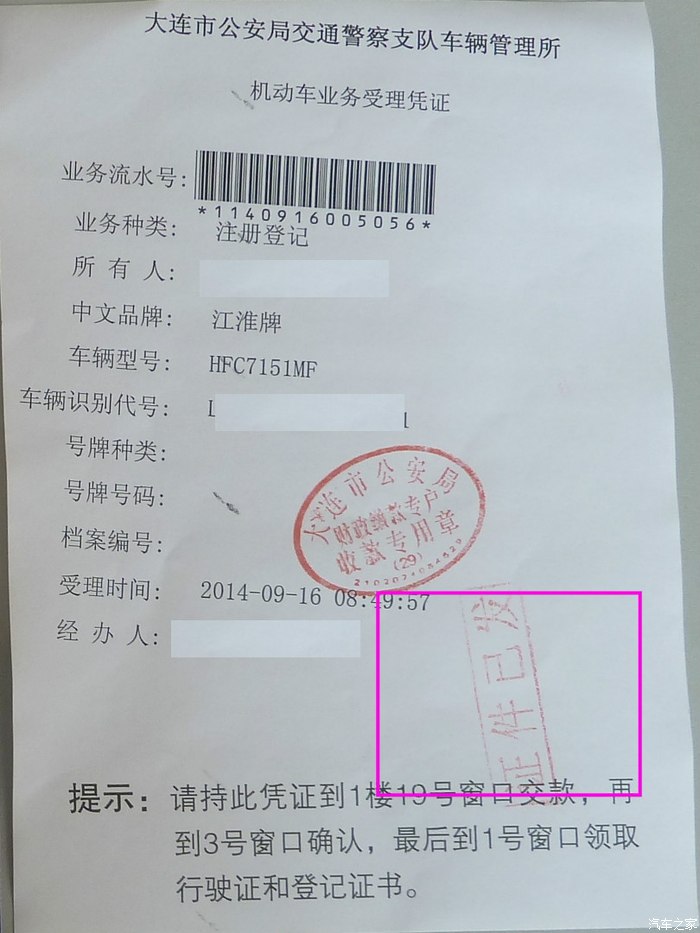 大连市公安局交通警察支队车辆管理所
机动车业务受理凭证
业务流水号:
*1140916005056*
业务种类: 注册登记
所 有 人:
中文品牌: 江淮牌
车辆型号: HFC7151MF
车辆识别代号: L 1
号牌种类:
号牌号码:
档案编号:
大连市公安局
财政缴款专户
收款专用章
(29)
受理时间: 2014-09-16 08:49:57
经 办 人:
证件已发
提示: 请持此凭证到1楼19号窗口交款, 再
到3号窗口确认, 最后到1号窗口领取
行驶证和登记证书。
汽车之家